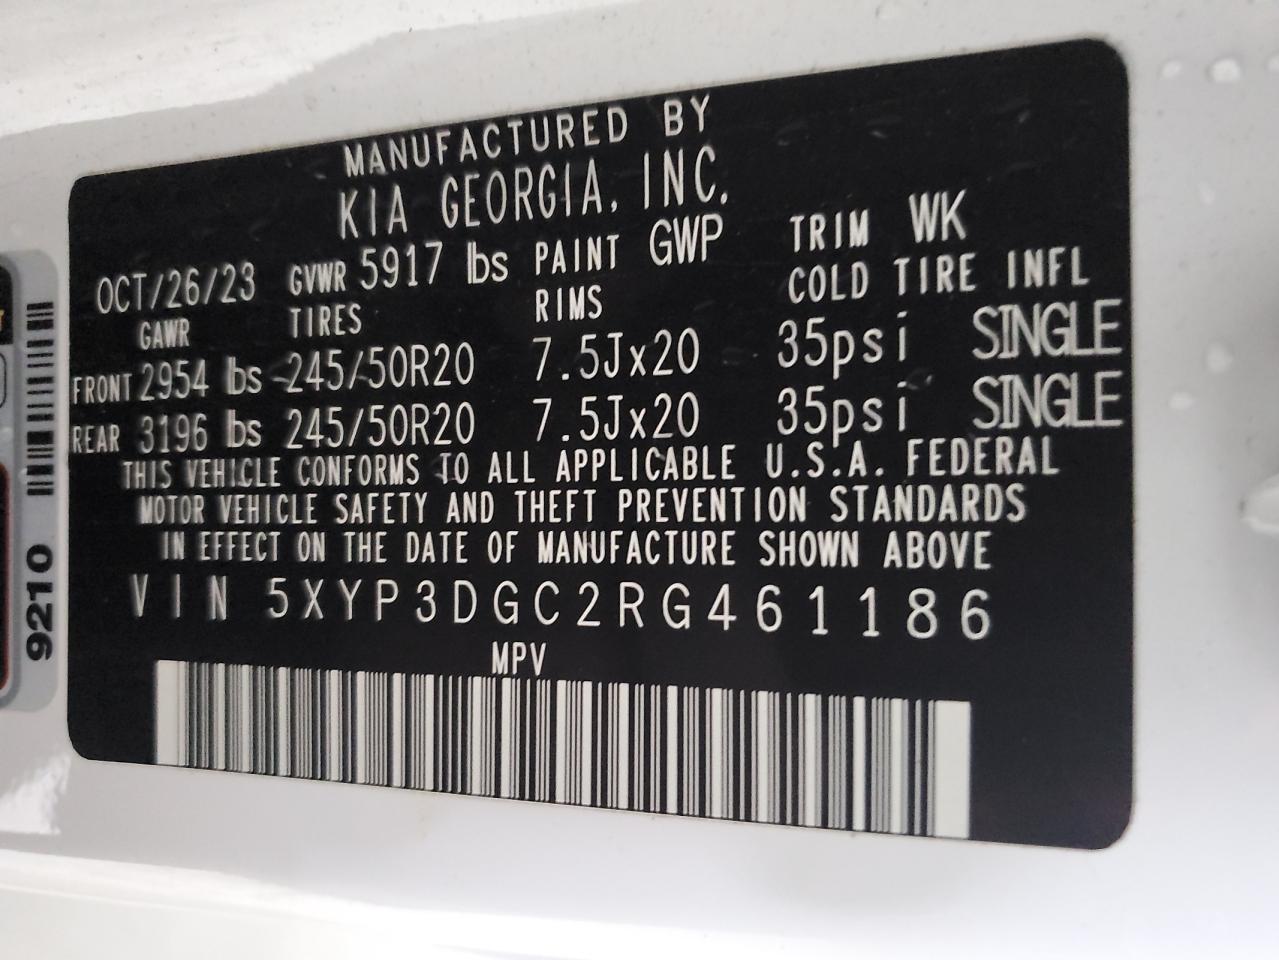 MANUFACTURED BY
KIA GEORGIA, INC.
OCT/26/23 GVWR 5917 lbs PAINT GWP TRIM WK
GAWR TIRES RIMS COLD TIRE INFL
FRONT 2954 lbs 245/50R20 7.5Jx20 35psi SINGLE
REAR 3196 lbs 245/50R20 7.5Jx20 35psi SINGLE
THIS VEHICLE CONFORMS TO ALL APPLICABLE U.S.A. FEDERAL
MOTOR VEHICLE SAFETY AND THEFT PREVENTION STANDARDS
IN EFFECT ON THE DATE OF MANUFACTURE SHOWN ABOVE
VIN 5XYP3DGC2RG461186
MPV
9210